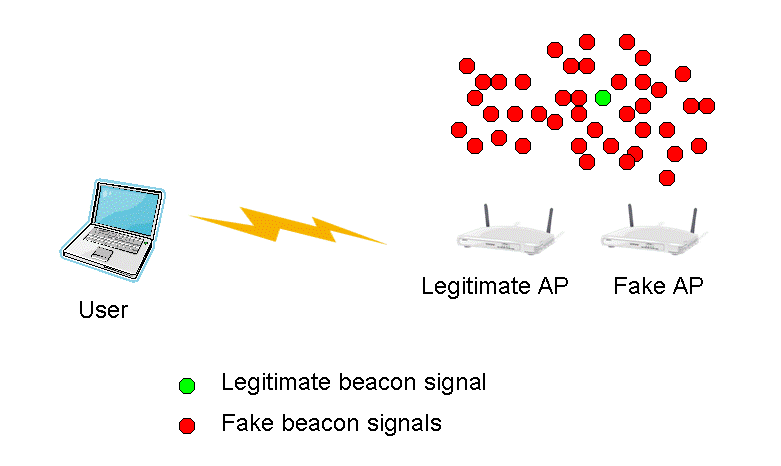 Legitimate AP
Fake AP
User
Legitimate beacon signal
Fake beacon signals